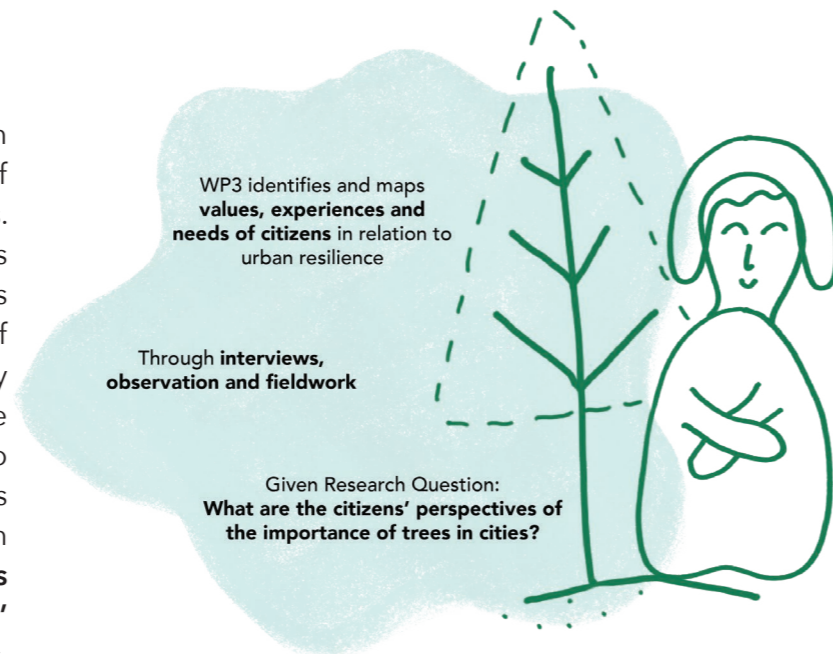 WP3 identifies and maps
values, experiences and
needs of citizens in relation to
urban resilience
Through interviews,
observation and fieldwork
Given Research Question:
What are the citizens’ perspectives of
the importance of trees in cities?